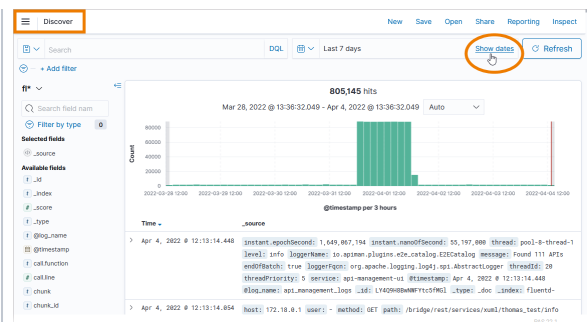 Discover
New Save Open Share Reporting Inspect
Search DQL Last 7 days Show dates Refresh
+ Add filter
fl*
805,145 hits
Mar 28, 2022 @ 13:36:32.049 - Apr 4, 2022 @ 13:36:32.049 Auto
Search field nam
Filter by type 0
Selected fields
_source
Available fields
t _id
t _index
# _score
t _type
t @log_name
@timestamp
t call.function
# call.line
t chunk
t chunk_id
Count
80000
60000
40000
20000
0
2022-03-28 12:00 2022-03-29 12:00 2022-03-30 12:00 2022-03-31 12:00 2022-04-01 12:00 2022-04-02 12:00 2022-04-03 12:00 2022-04-04 12:00
@timestamp per 3 hours
Time _source
> Apr 4, 2022 @ 12:13:14.448 instant.epochSecond: 1,649,067,194 instant.nanoOfSecond: 55,197,000 thread: pool-8-thread-1
level: info loggerName: io.apiman.plugins.e2e_catalog.E2ECatalog message: Found 111 APIs
endOfBatch: true loggerFqcn: org.apache.logging.log4j.spi.AbstractLogger threadId: 20
threadPriority: 5 service: api-management-ui @timestamp: Apr 4, 2022 @ 12:13:14.448
@log_name: api_management_logs _id: LY4Q9H8BwNWFYtc5fMGl _type: _doc _index: fluentd-
> Apr 4, 2022 @ 12:13:14.054 host: 172.18.0.1 user: - method: GET path: /bridge/rest/services/xuml/thomas_test/info